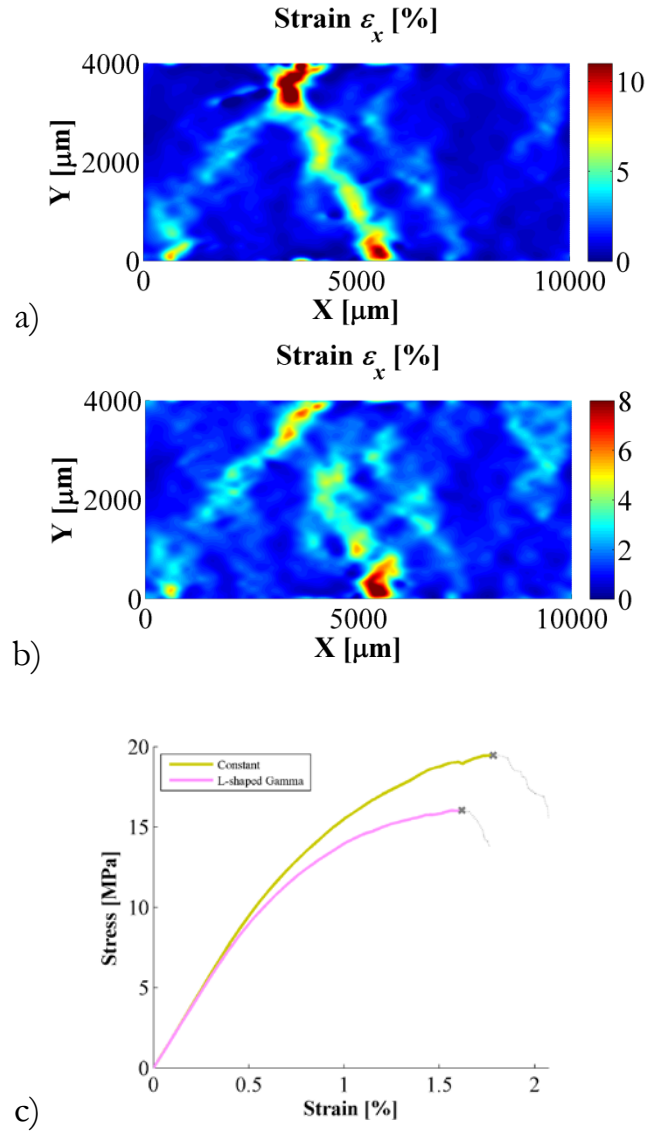 Strain εx [%]
4000
2000
0
Y [μm]
0
5000
10000
X [μm]
10
5
0
a)
Strain εx [%]
4000
2000
0
Y [μm]
0
5000
10000
X [μm]
8
6
4
2
0
b)
20
15
10
5
0
Stress [MPa]
Constant
L-shaped Gamma
0
0.5
1
1.5
2
Strain [%]
c)